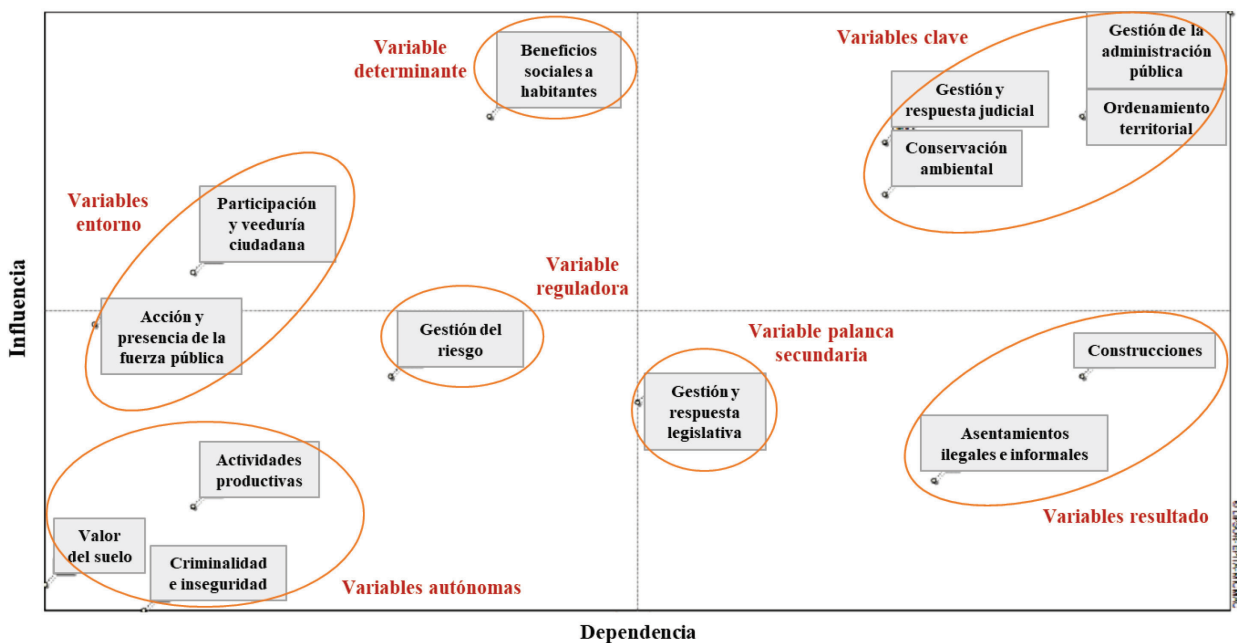 Variable
determinante
Beneficios
sociales a
habitantes
Variables clave
Gestión de la
administración
pública
Gestión y
respuesta judicial
Ordenamiento
territorial
Conservación
ambiental
Variables
entorno
Participación
y veeduría
ciudadana
Variable
reguladora
Acción y
presencia de la
fuerza pública
Gestión del
riesgo
Variable palanca
secundaria
Construcciones
Gestión y
respuesta
legislativa
Asentamientos
ilegales e informales
Actividades
productivas
Valor
del suelo
Criminalidad
e inseguridad
Variables autónomas
Variables resultado
Influencia
Dependencia